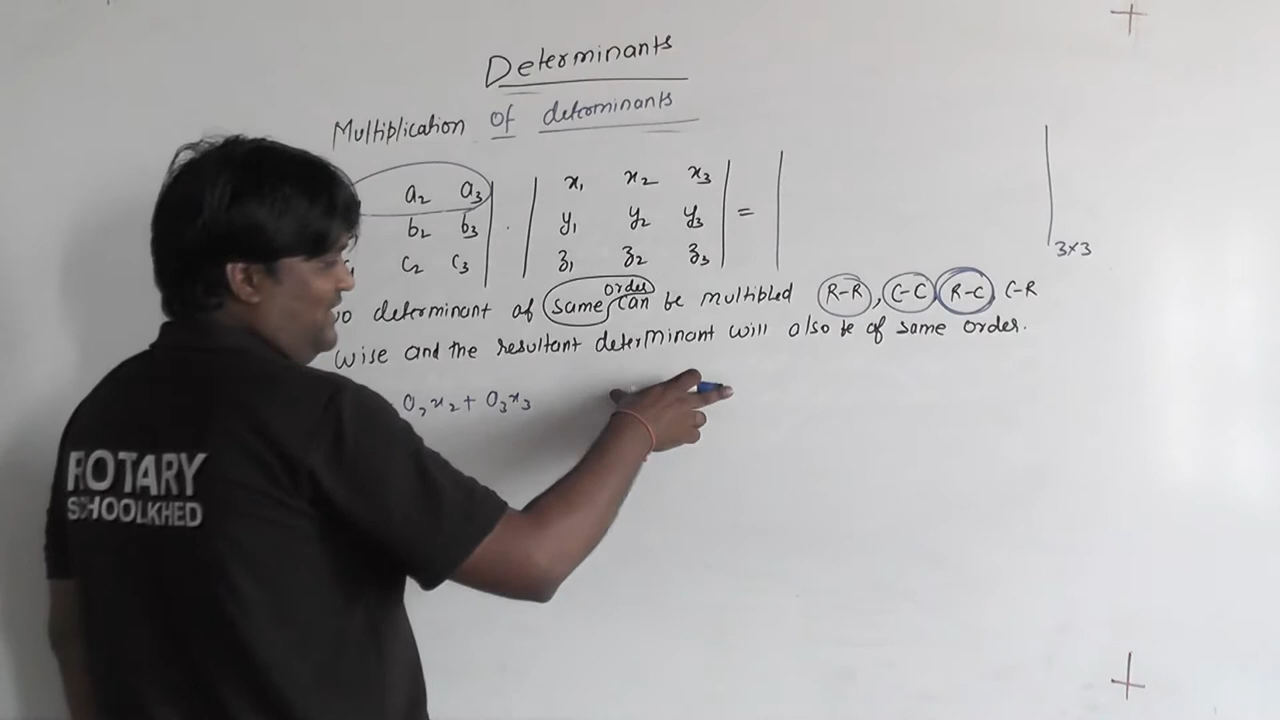 Determinants
Multiplication of determinants
a2 a3 | . | x1 x2 x3 | = | |
b2 b3 y1 y2 y3
c2 c3 z1 z2 z3 3×3
order
determinant of same can be multibled R-R, C-C, R-C, C-R
wise and the resultant determinant will also be of same order.
a2x2 + a3x3
ROTARY
SCHOOLKHED